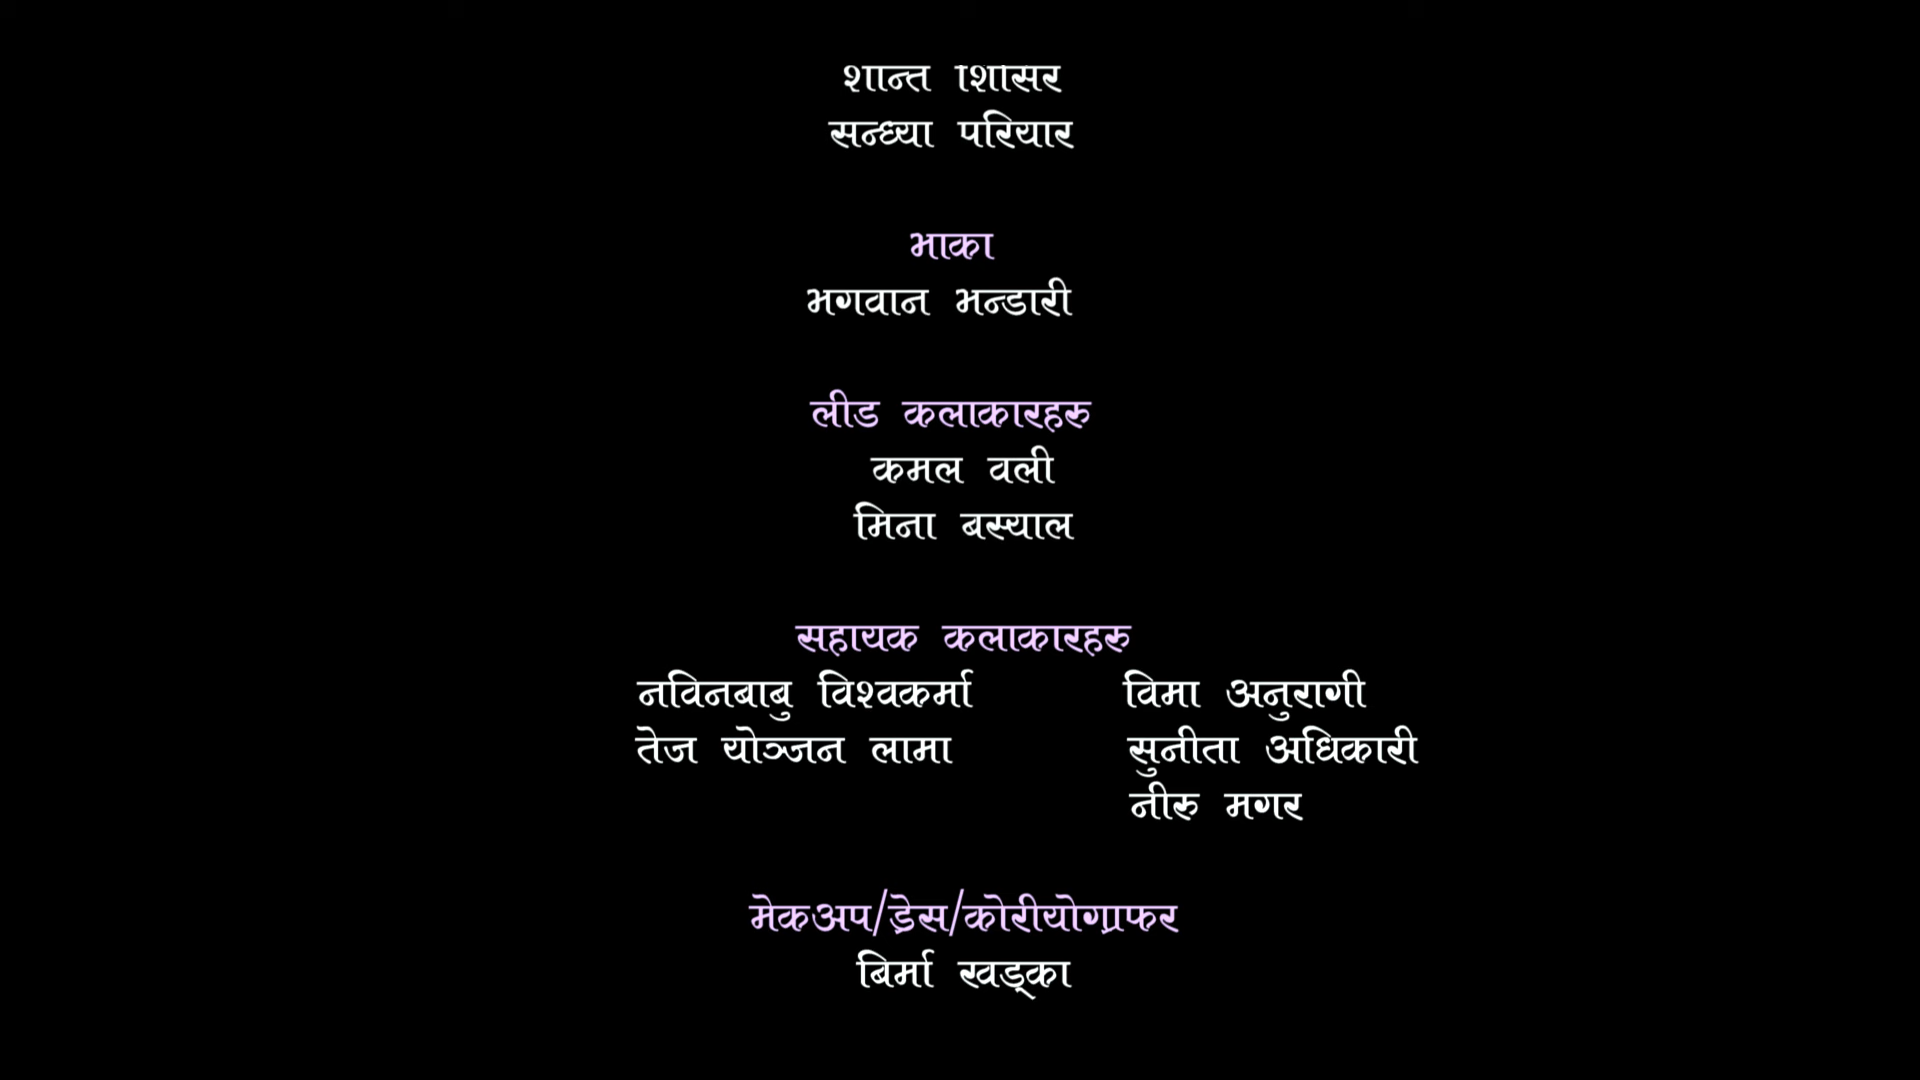 शान्त शिसिर
सन्ध्या परियार
भाका
भगवान भन्डारी
लीड कलाकारहरु
कमल वली
मिना बस्याल
सहायक कलाकारहरु
नविनबाबु विश्वकर्मा विमा अनुरागी
तेज योञ्जन लामा सुनीता अधिकारी
नीरु मगर
मेकअप/ड्रेस/कोरीयोग्राफर
बिर्मा खड्का